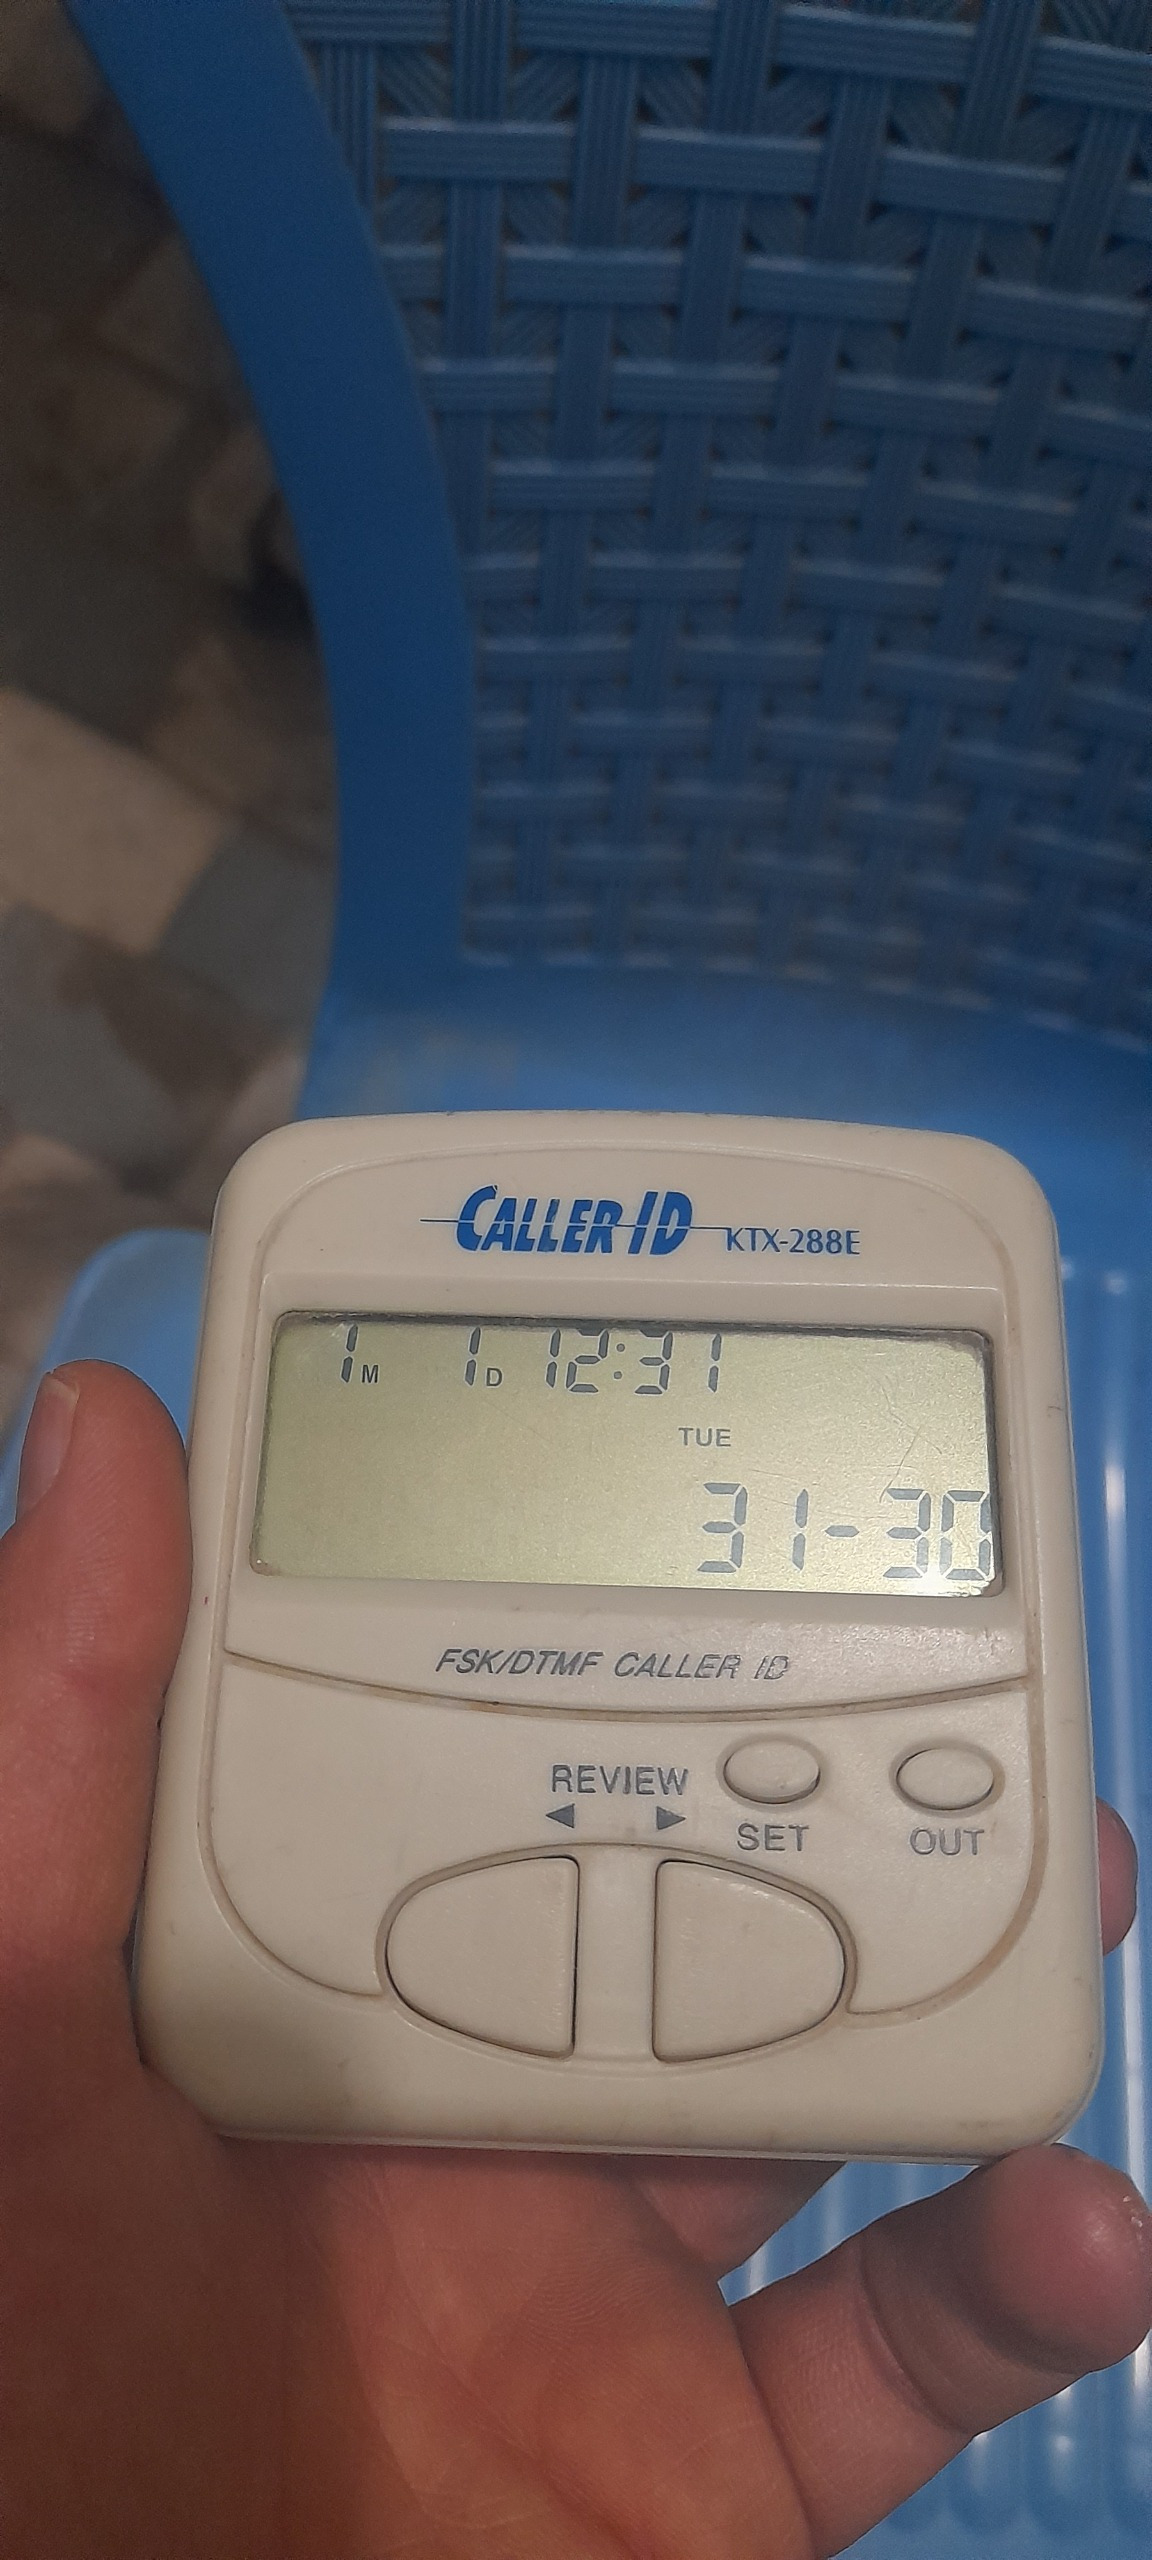 CALLER ID KTX-288E
1M 1D 12:31
TUE
31-30
FSK/DTMF CALLER ID
REVIEW
◀ ▶
SET
OUT